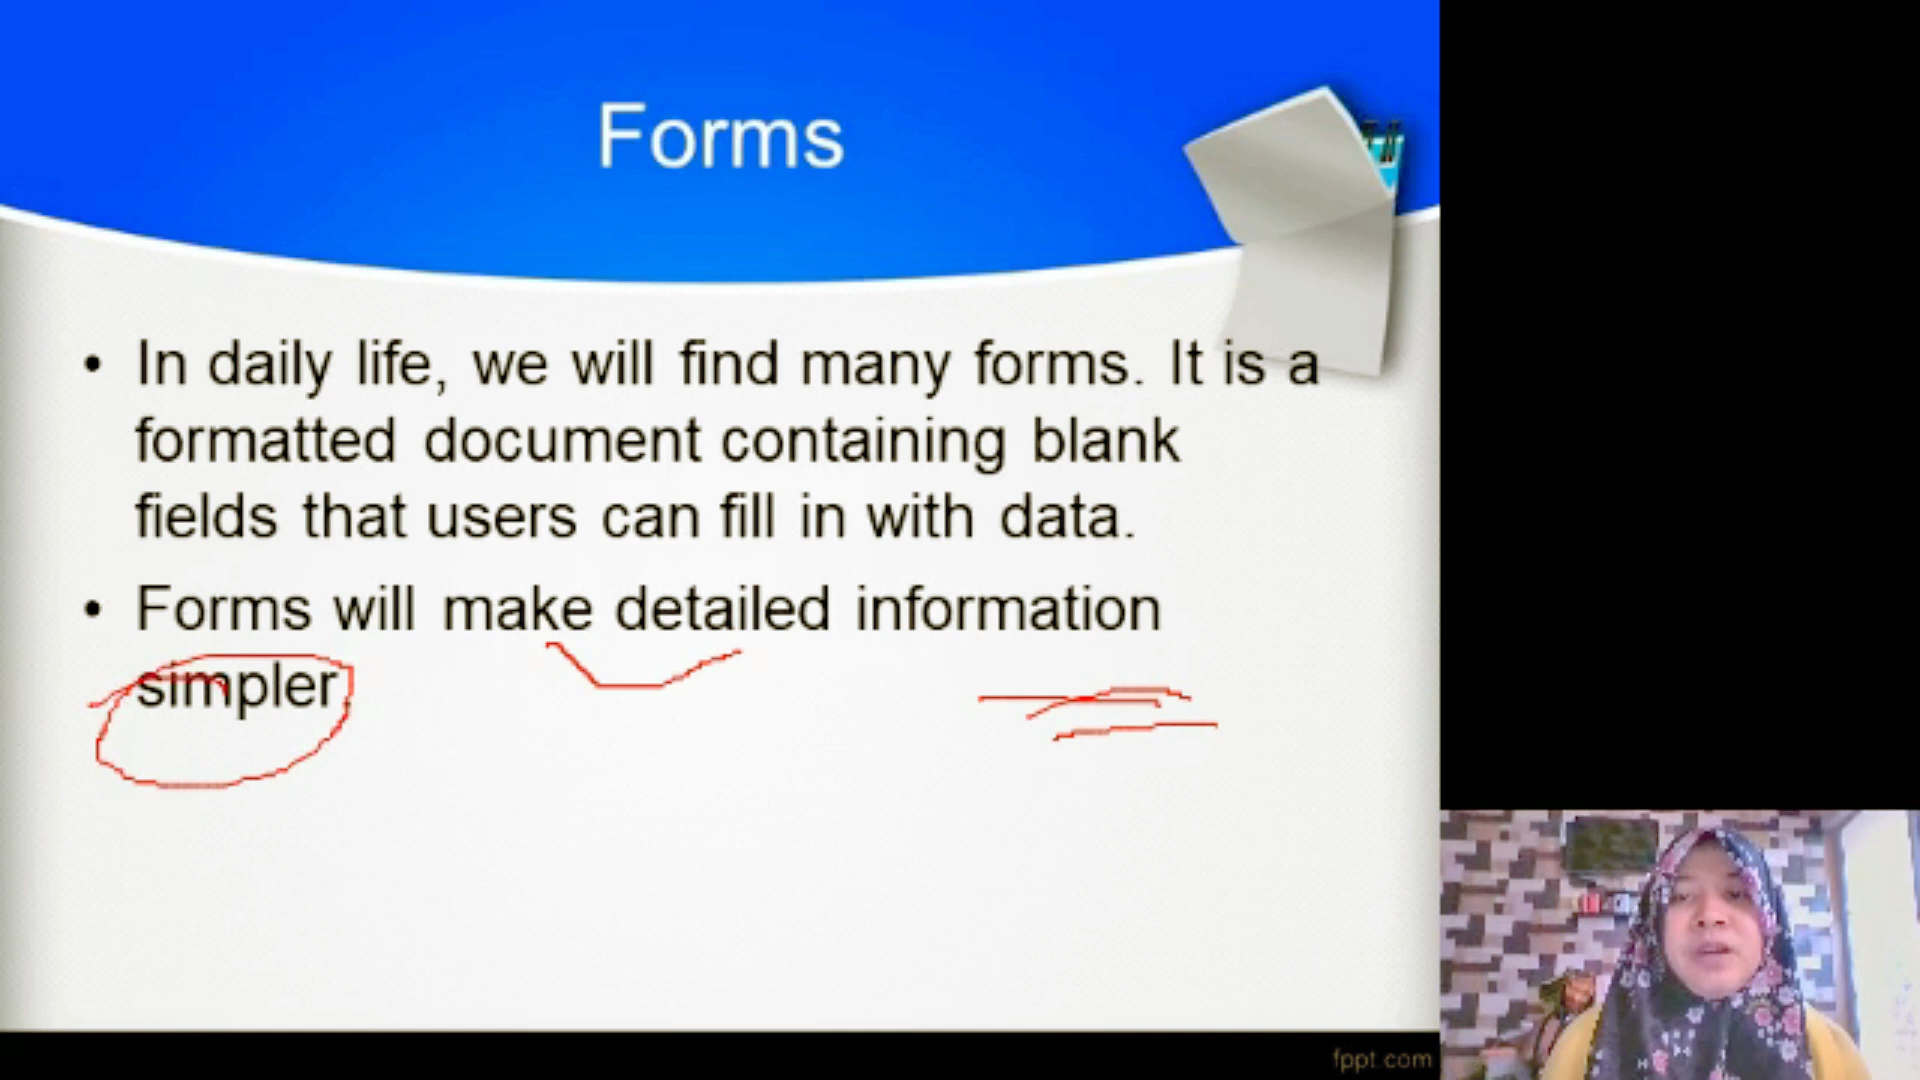 Forms
• In daily life, we will find many forms. It is a
formatted document containing blank
fields that users can fill in with data.
• Forms will make detailed information
simpler
fppt.com